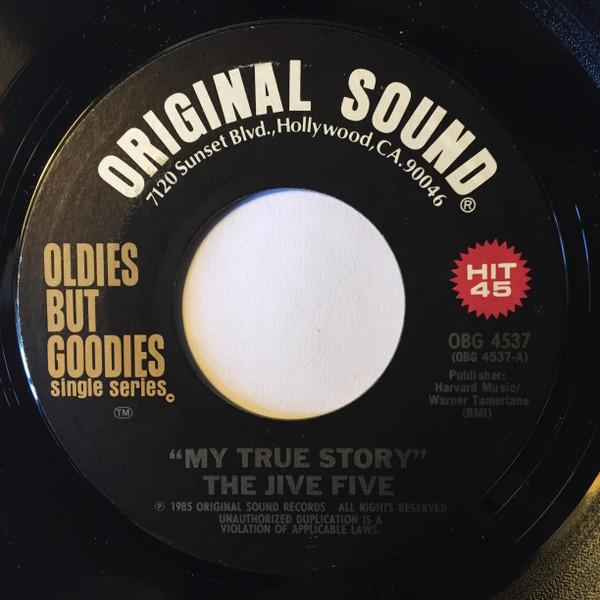 ORIGINAL SOUND®
7120 Sunset Blvd., Hollywood, CA. 90046
OLDIES
BUT
GOODIES
single series©
TM
HIT
45
OBG 4537
(OBG 4537-A)
Publisher:
Harvard Music/
Warner Tamerlane
(BMI)
"MY TRUE STORY"
THE JIVE FIVE
℗ 1985 ORIGINAL SOUND RECORDS ALL RIGHTS RESERVED
UNAUTHORIZED DUPLICATION IS A
VIOLATION OF APPLICABLE LAWS.